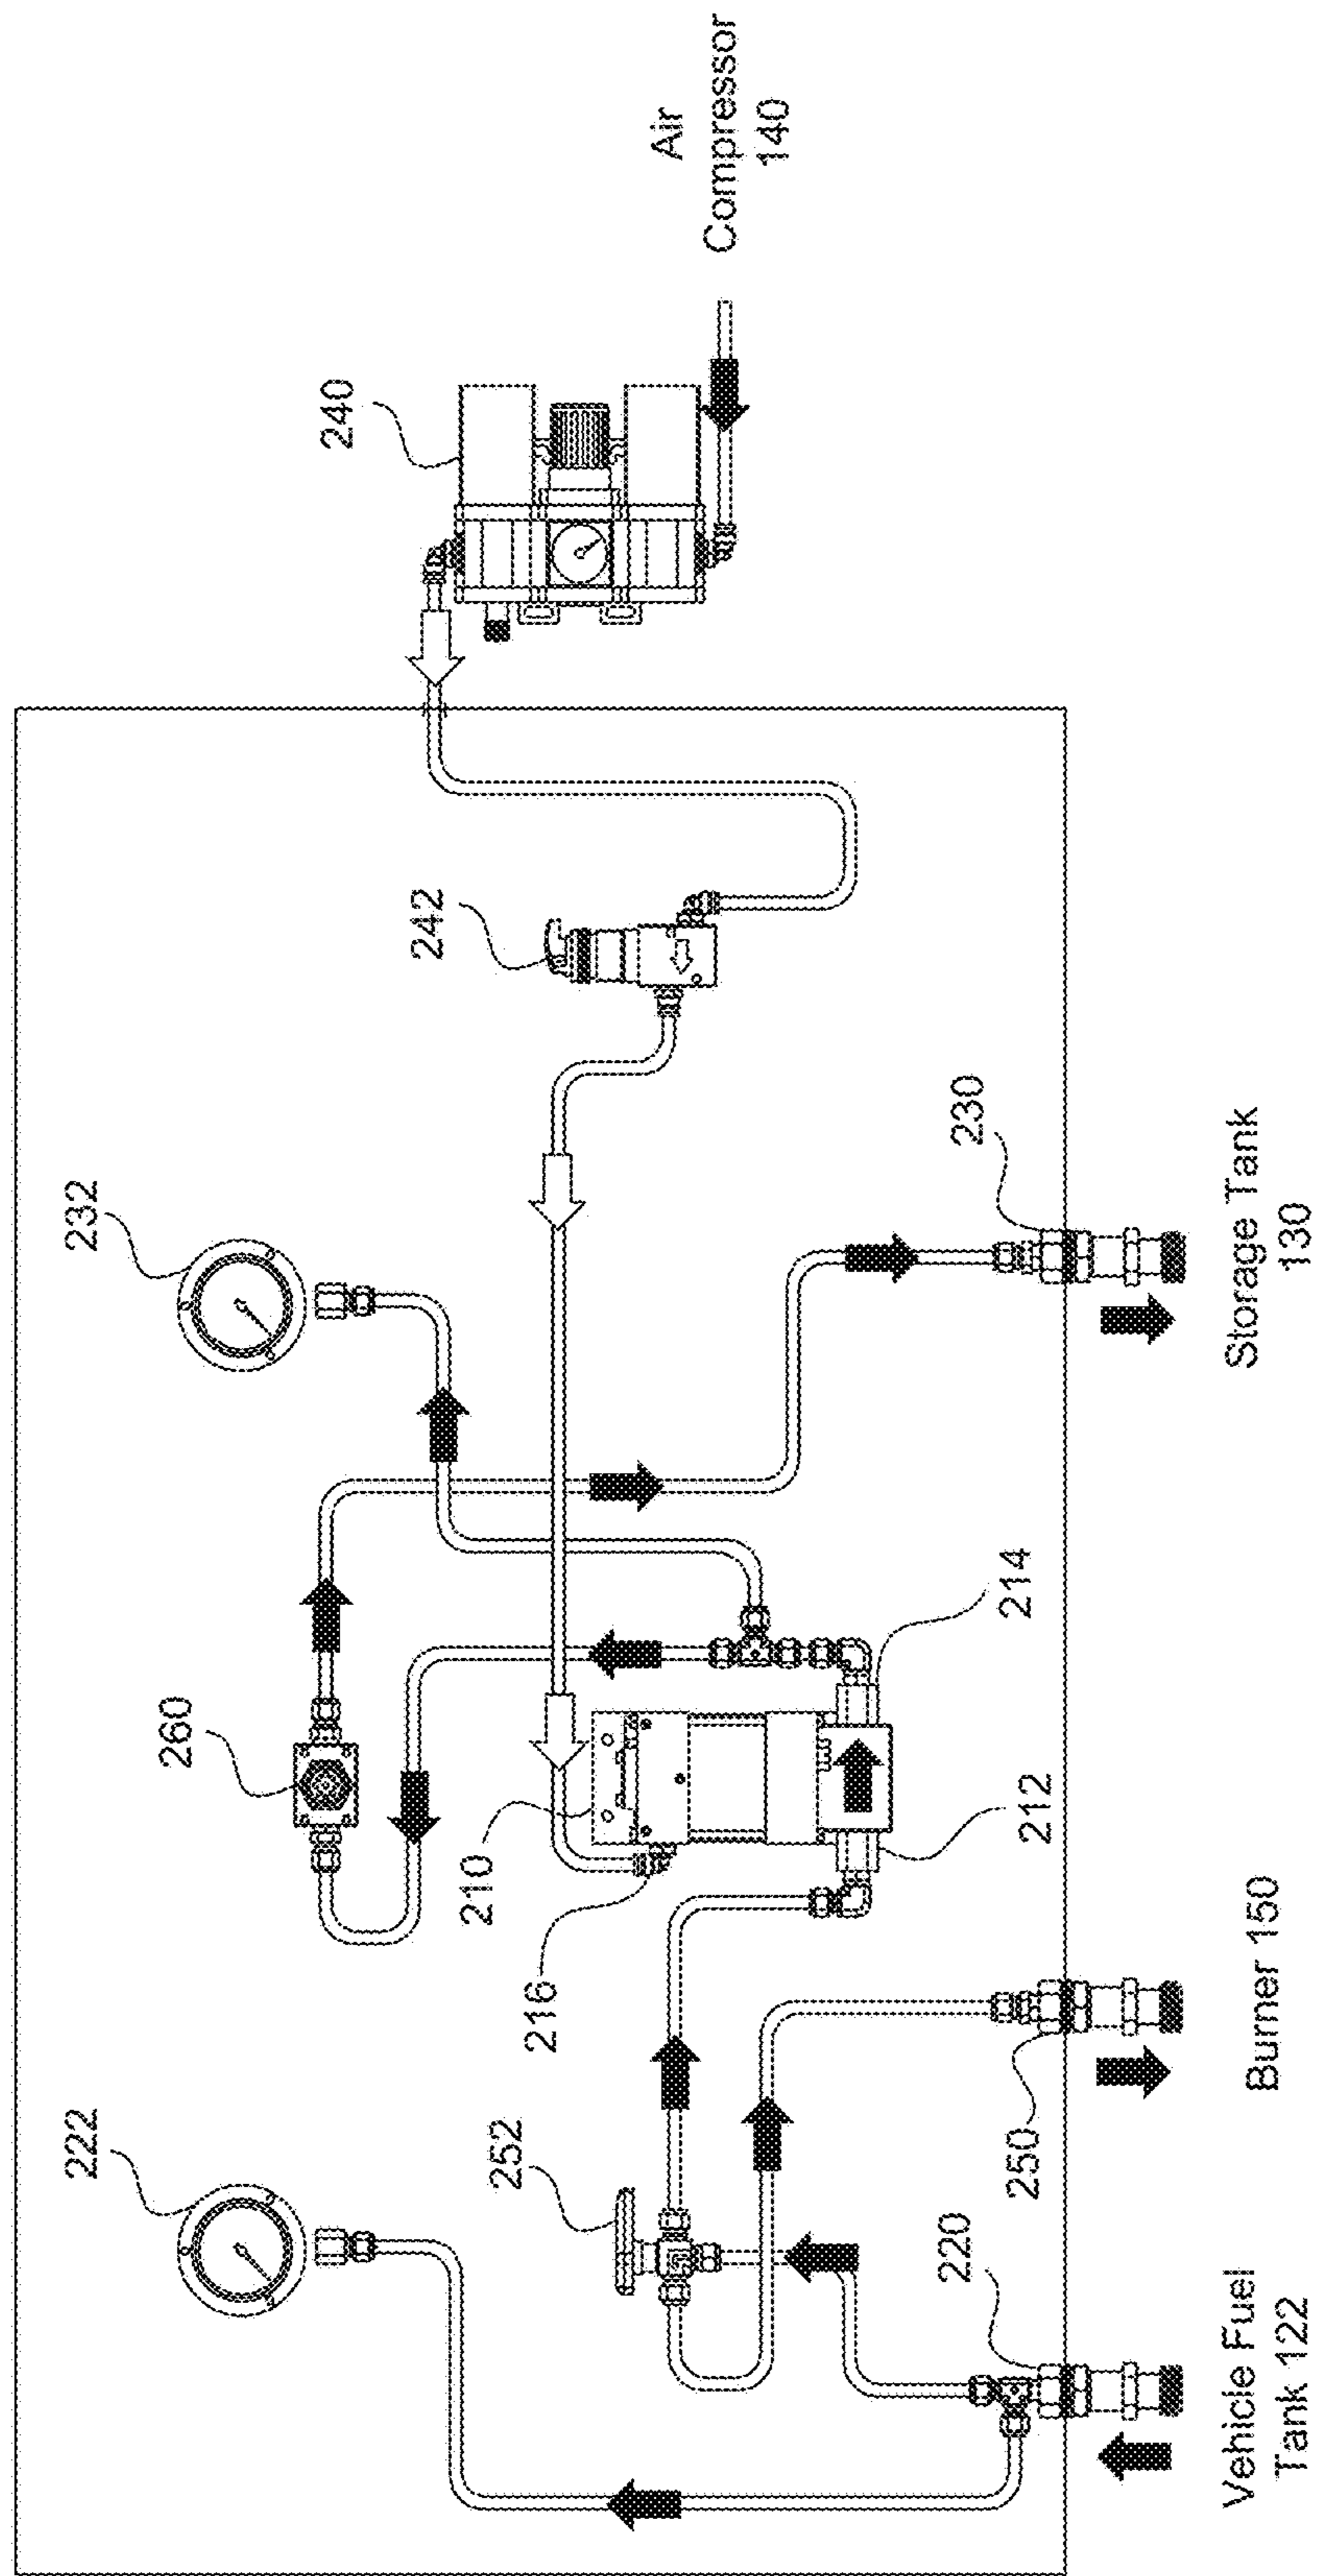 222
232
260
240
Air
Compressor
140
242
210
216
252
220
250
212
214
230
Vehicle Fuel
Tank 122
Burner 150
Storage Tank
130